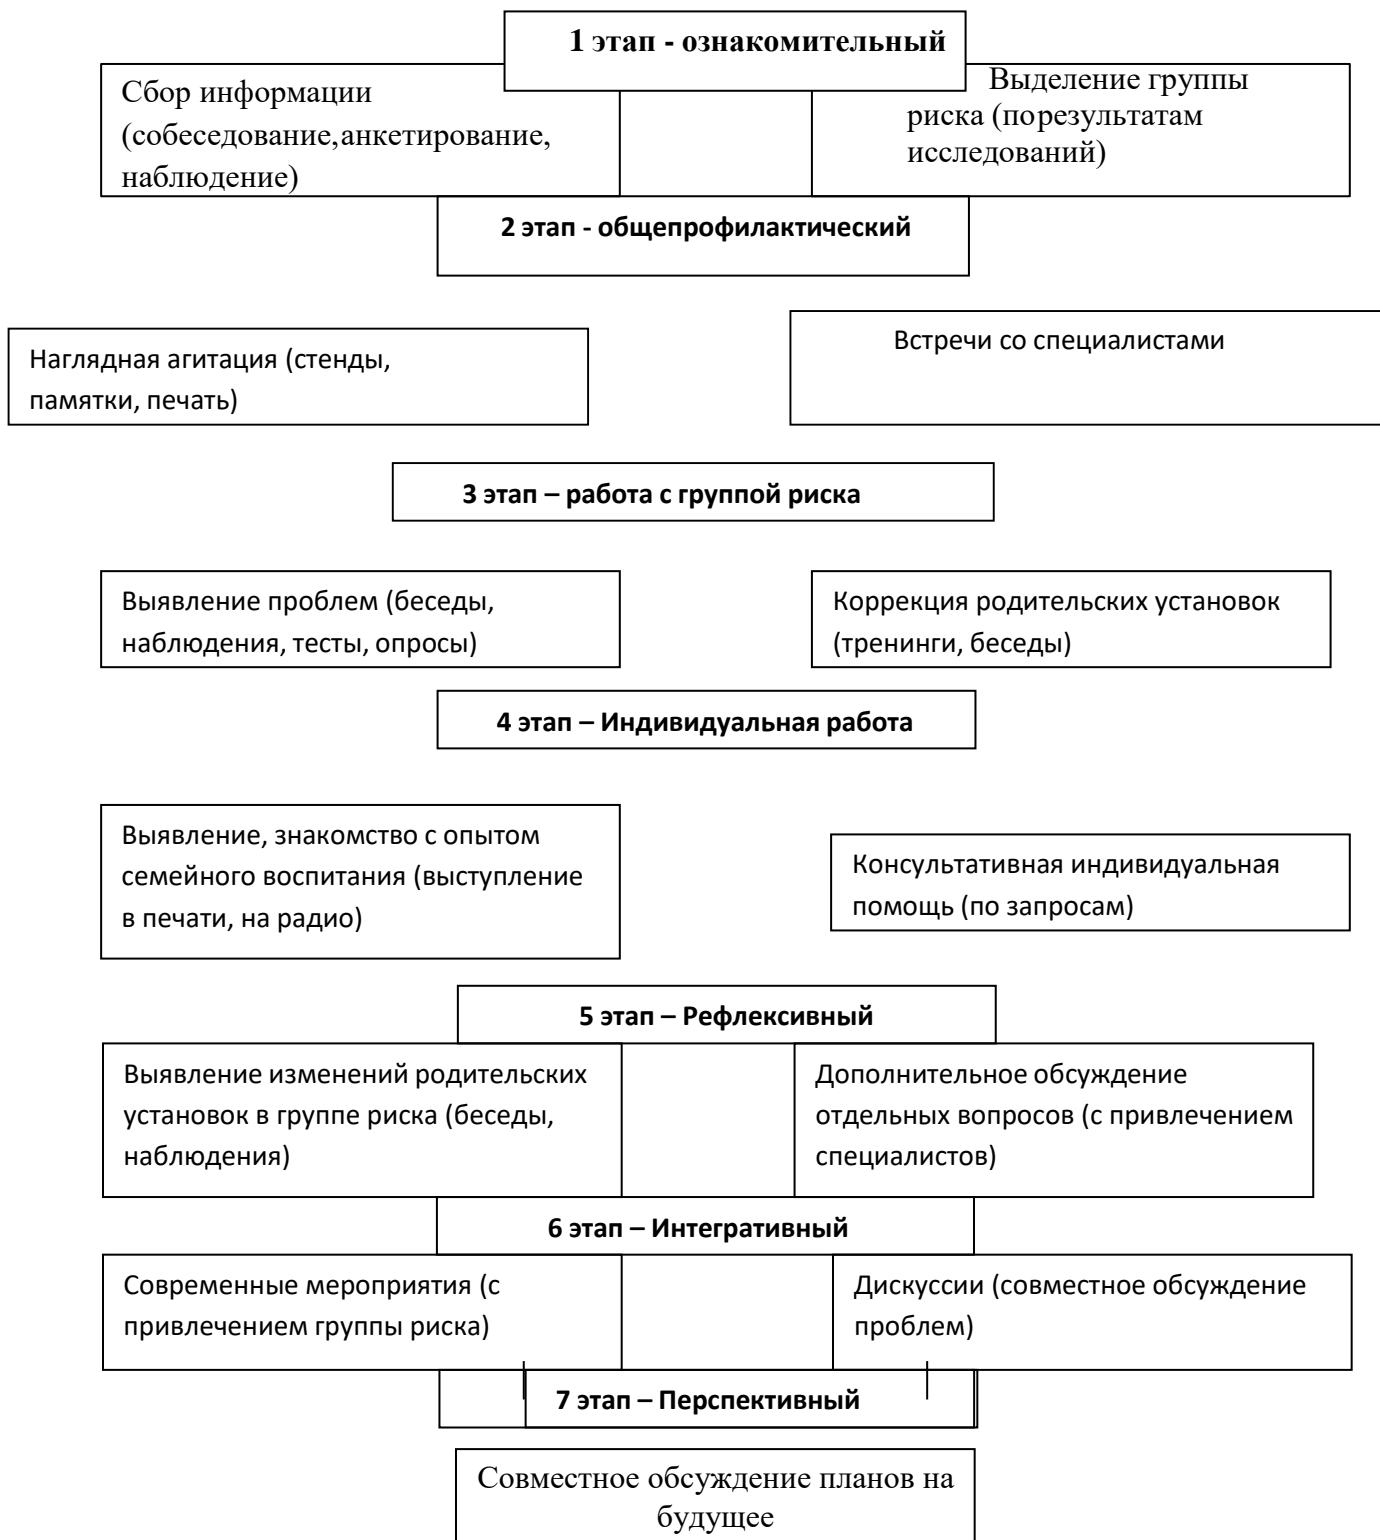 1 этап - ознакомительный
Сбор информации
(собеседование,анкетирование,
наблюдение)
Выделение группы
риска (порезультатам
исследований)
2 этап - общепрофилактический
Наглядная агитация (стенды,
памятки, печать)
Встречи со специалистами
3 этап – работа с группой риска
Выявление проблем (беседы,
наблюдения, тесты, опросы)
Коррекция родительских установок
(тренинги, беседы)
4 этап – Индивидуальная работа
Выявление, знакомство с опытом
семейного воспитания (выступление
в печати, на радио)
Консультативная индивидуальная
помощь (по запросам)
5 этап – Рефлексивный
Выявление изменений родительских
установок в группе риска (беседы,
наблюдения)
Дополнительное обсуждение
отдельных вопросов (с привлечением
специалистов)
6 этап – Интегративный
Современные мероприятия (с
привлечением группы риска)
Дискуссии (совместное обсуждение
проблем)
7 этап – Перспективный
Совместное обсуждение планов на
будущее